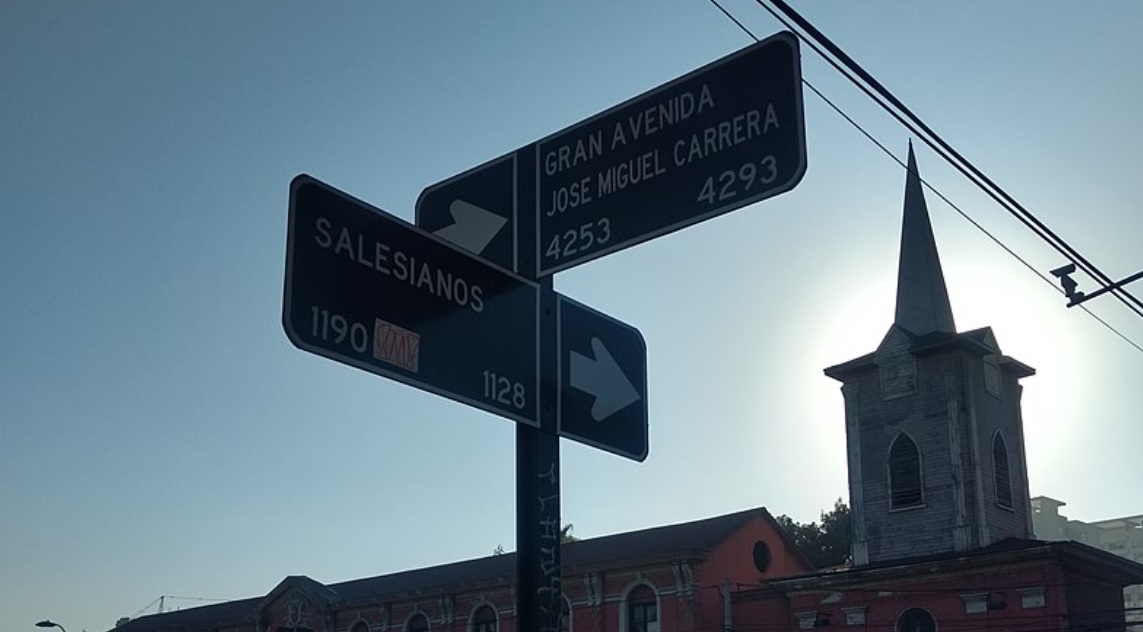 GRAN AVENIDA
JOSE MIGUEL CARRERA
4253 4293
SALESIANOS
1190 1128